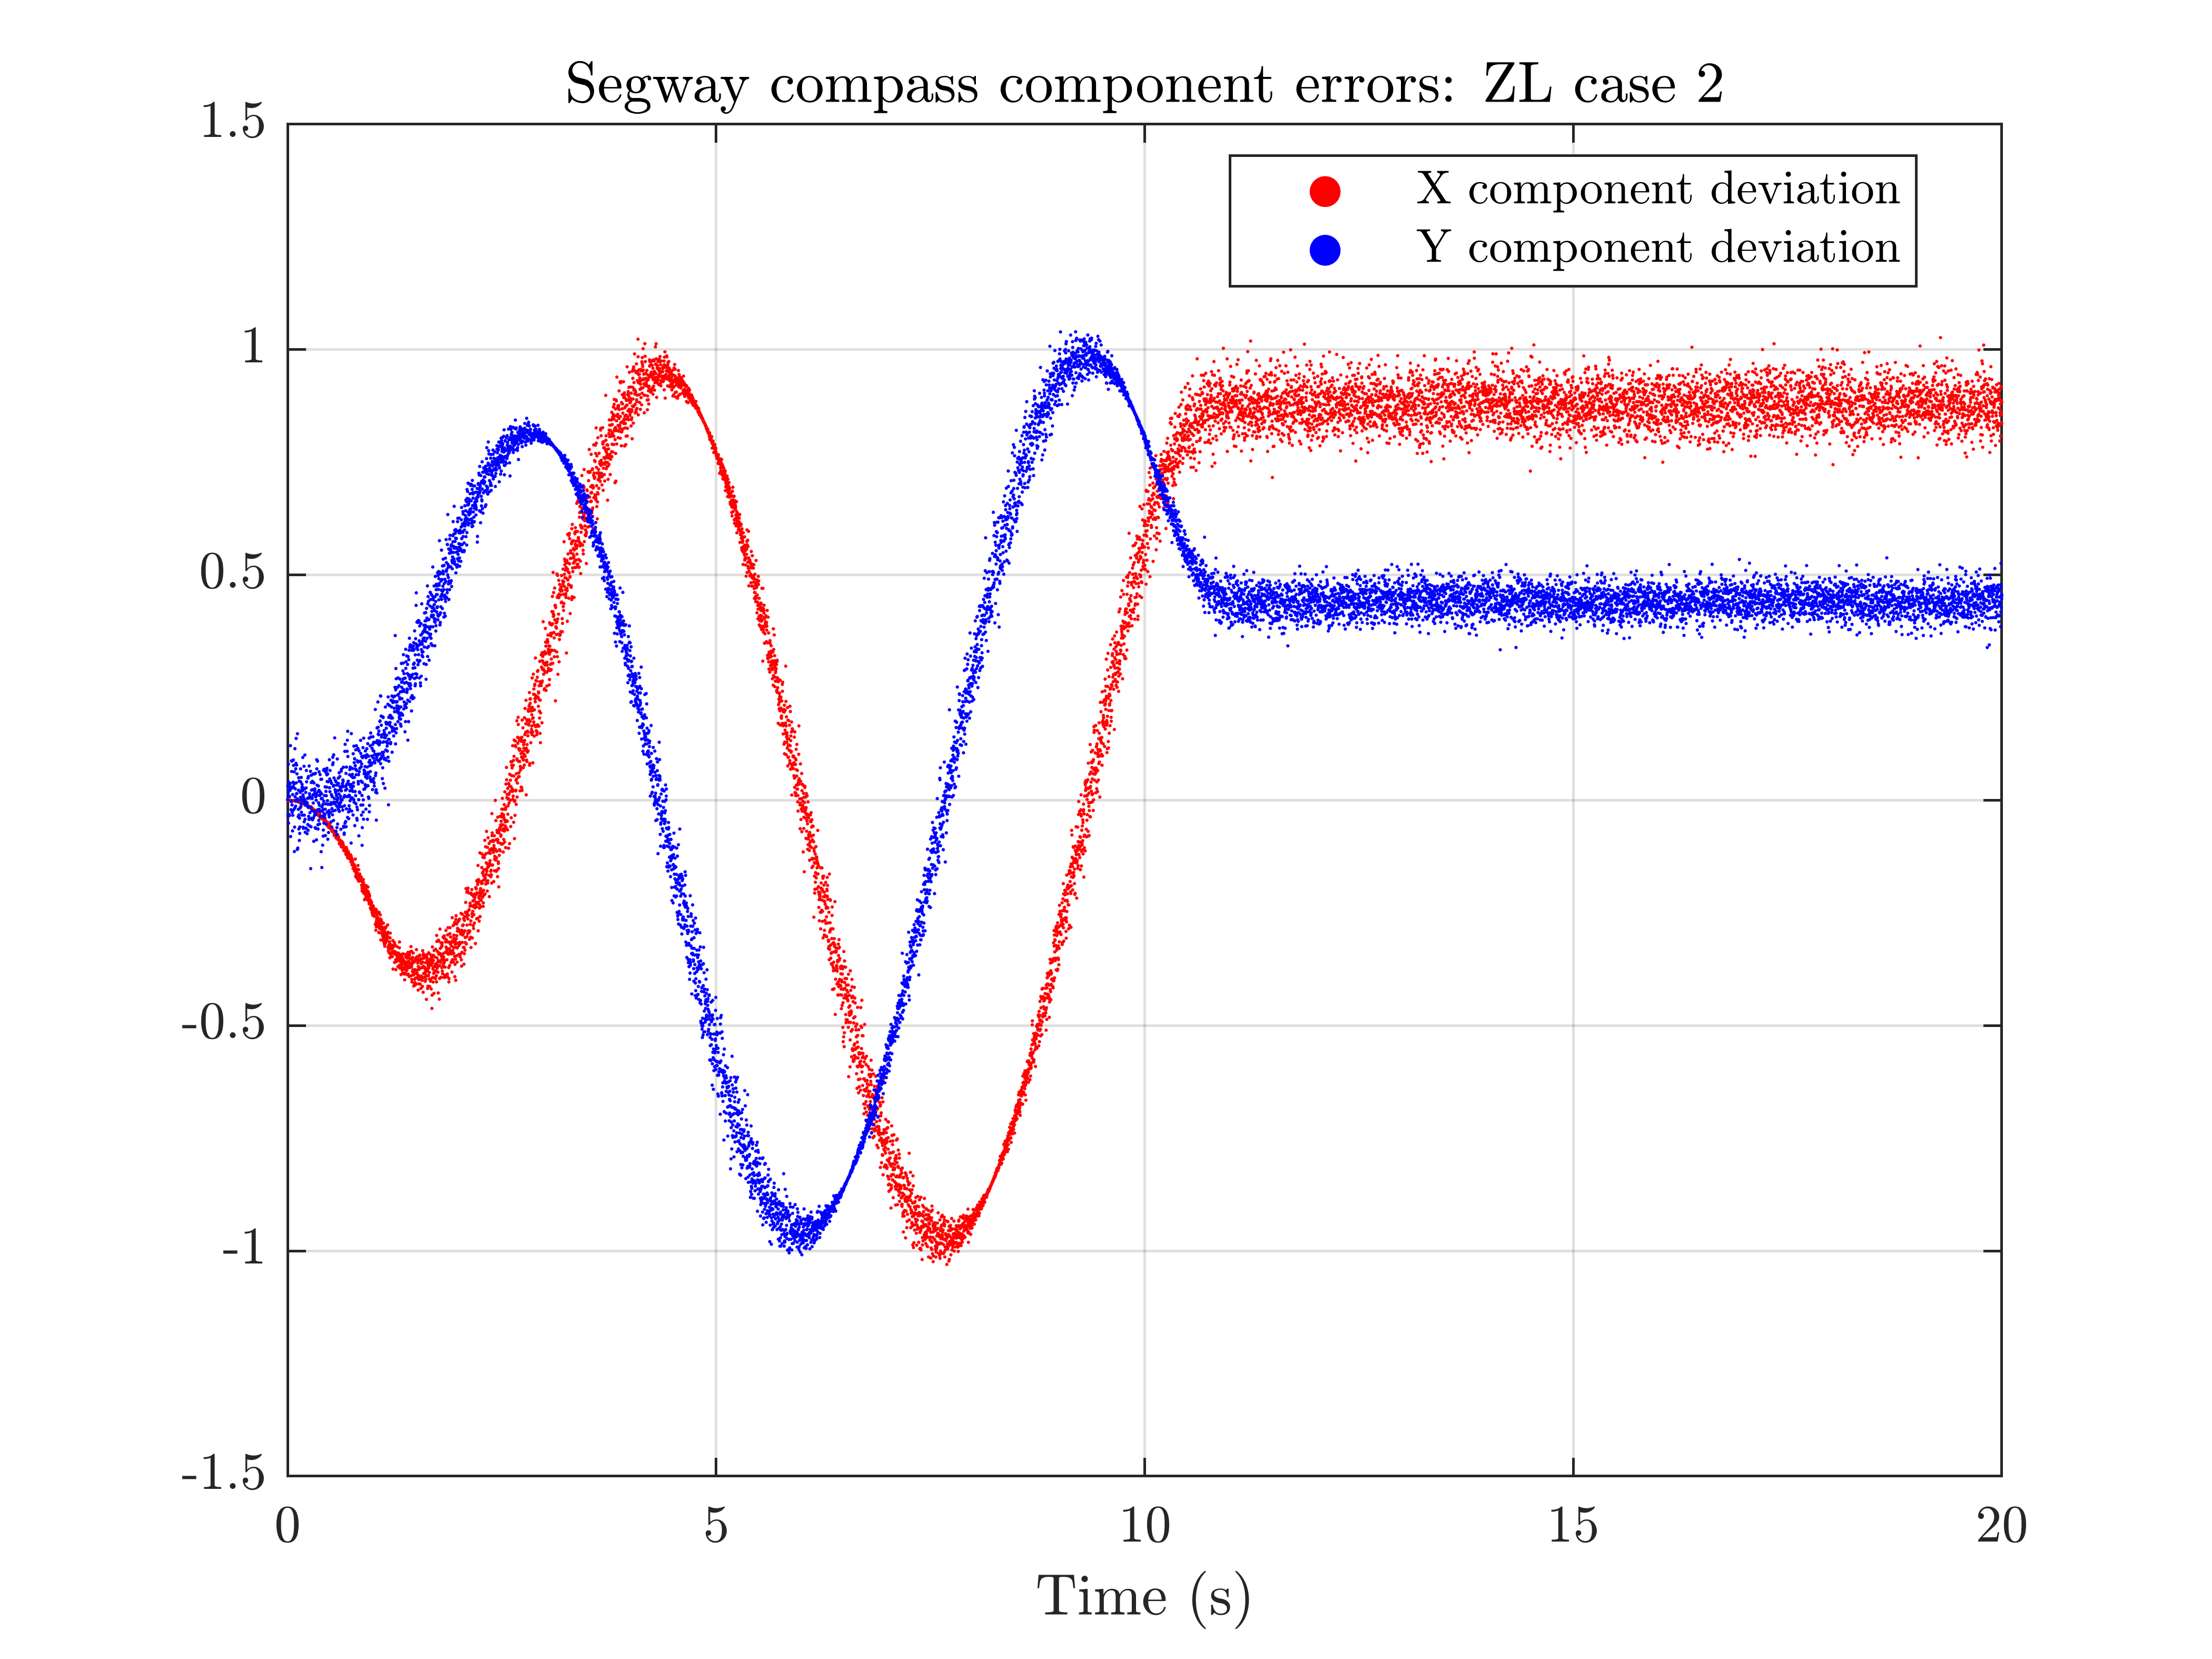 Segway compass component errors: ZL case 2
1.5
1
0.5
0
-0.5
-1
-1.5
X component deviation
Y component deviation
0 5 10 15 20
Time (s)